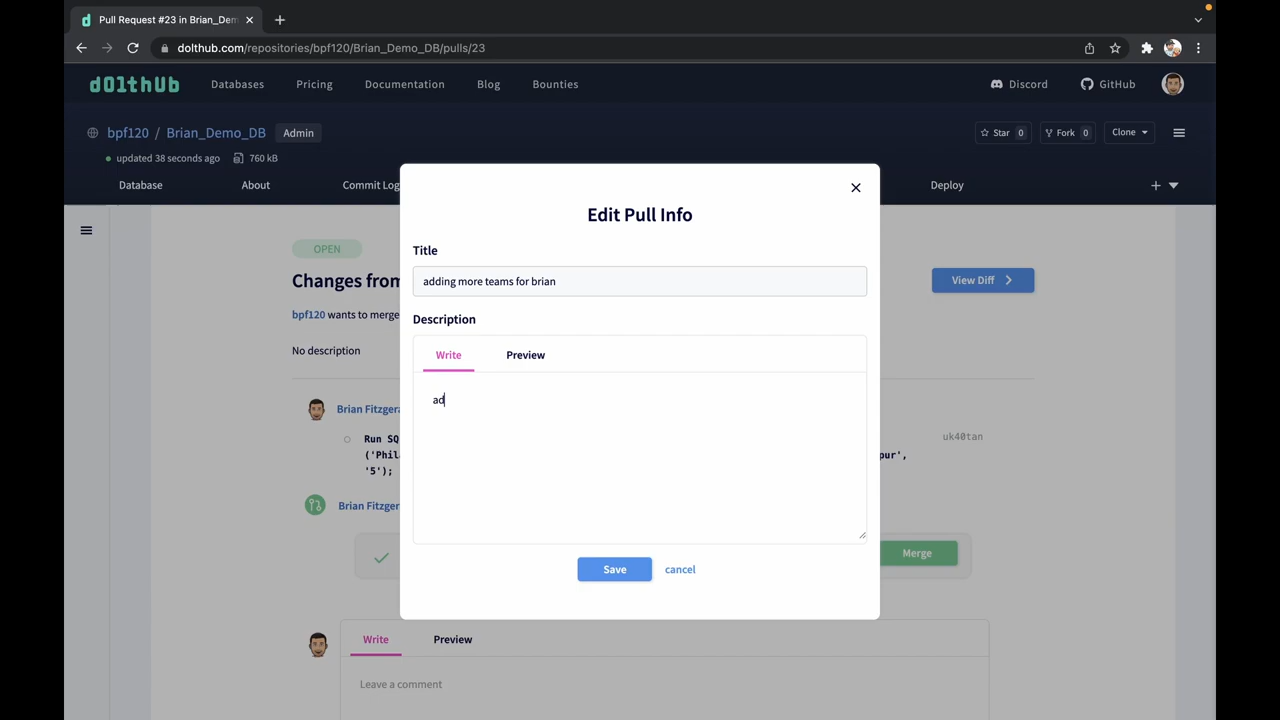 Pull Request #23 in Brian_Dem
dolthub.com/repositories/bpf120/Brian_Demo_DB/pulls/23
dolthub Databases Pricing Documentation Blog Bounties Discord GitHub
bpf120 / Brian_Demo_DB Admin Star 0 Fork 0 Clone
updated 38 seconds ago 760 kB
Database About Commit Log Deploy
Edit Pull Info
OPEN
Title
Changes from
adding more teams for brian
View Diff
bpf120 wants to merge
Description
No description
Write Preview
ad
Brian Fitzgera
Run SQ uk40tan
('Phil pur',
'5');
Brian Fitzger
Merge
Save cancel
Write Preview
Leave a comment